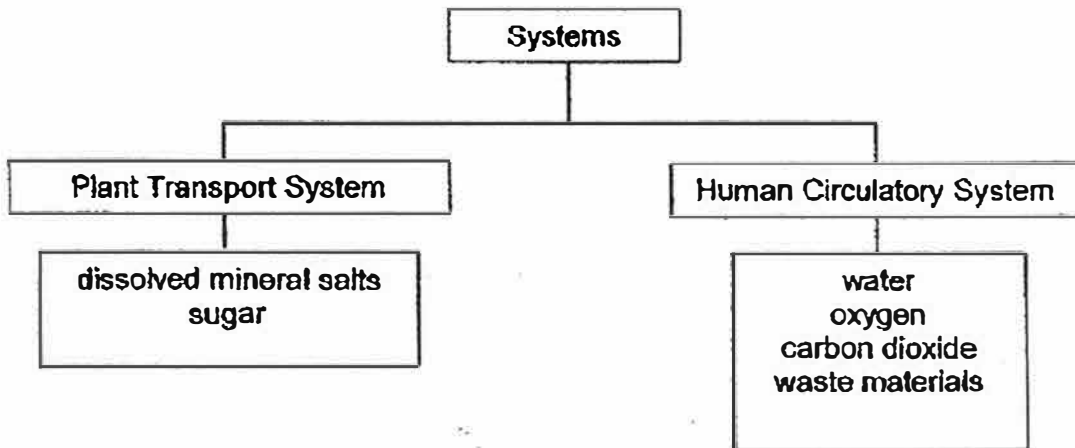 Systems
Plant Transport System
Human Circulatory System
dissolved mineral salts
sugar
water
oxygen
carbon dioxide
waste materials